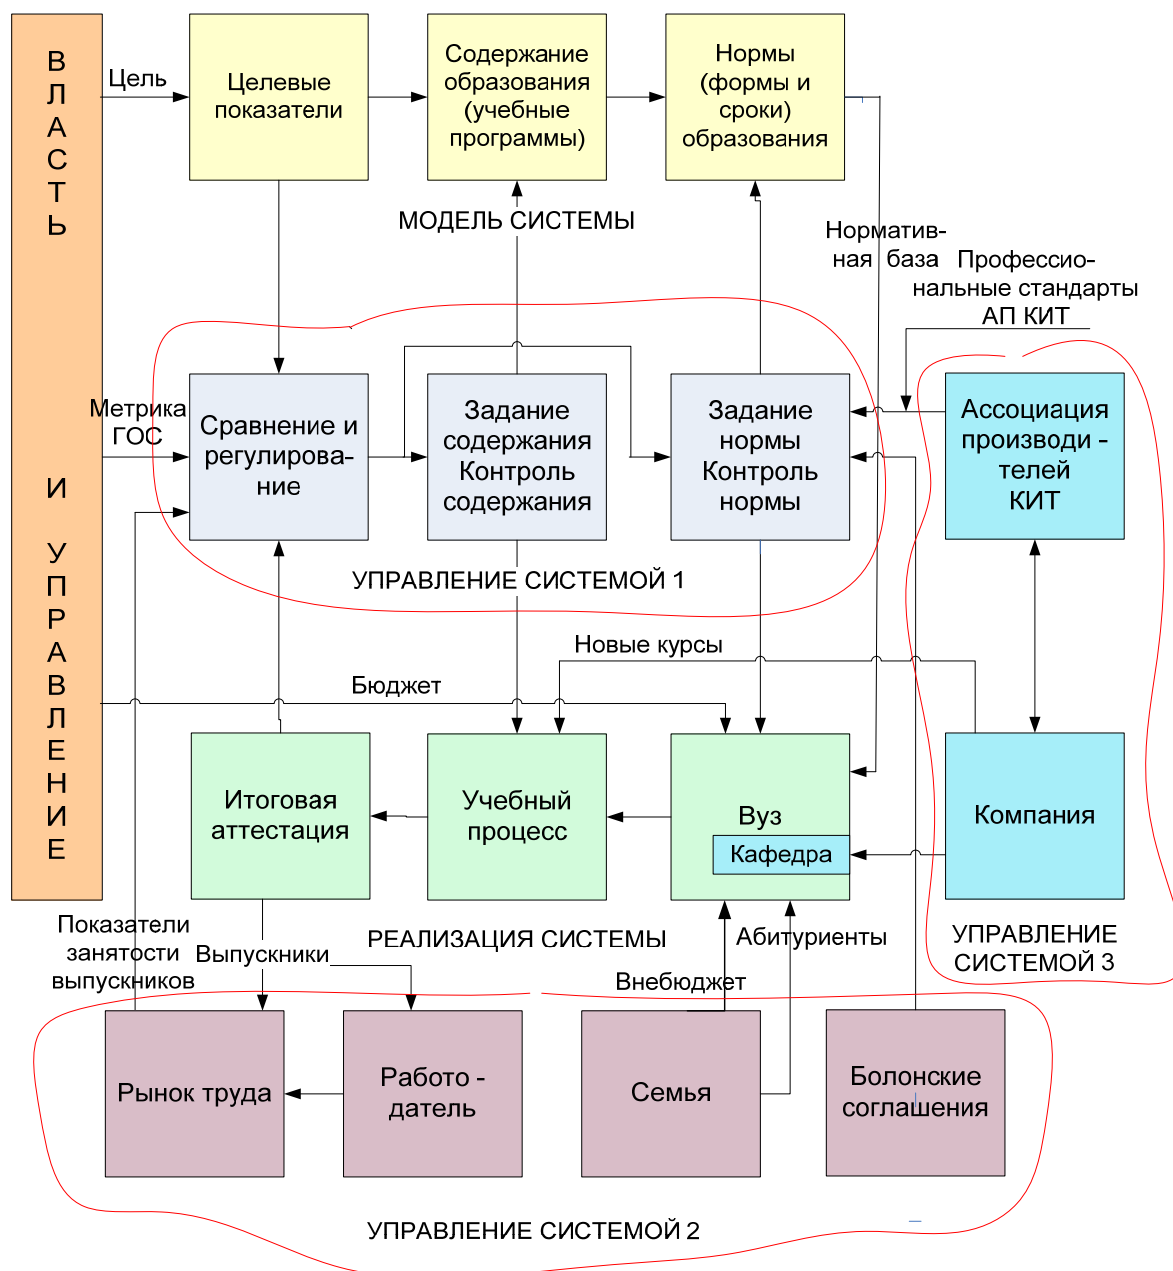 В
Л
А
С
Т
Ь
И
У
П
Р
А
В
Л
Е
Н
И
Е
Цель
Целевые
показатели
Содержание
образования
(учебные
программы)
Нормы
(формы и
сроки)
образования
МОДЕЛЬ СИСТЕМЫ
Норматив-
ная база
Профессио-
нальные стандарты
АП КИТ
Метрика
ГОС
Сравнение и
регулирова-
ние
Задание
содержания
Контроль
содержания
Задание
нормы
Контроль
нормы
Ассоциация
производи -
телей
КИТ
УПРАВЛЕНИЕ СИСТЕМОЙ 1
Новые курсы
Бюджет
Итоговая
аттестация
Учебный
процесс
Вуз
Кафедра
Компания
Показатели
занятости
выпускников
Выпускники
РЕАЛИЗАЦИЯ СИСТЕМЫ
Абитуриенты
Внебюджет
УПРАВЛЕНИЕ
СИСТЕМОЙ 3
Рынок труда
Работо -
датель
Семья
Болонские
соглашения
УПРАВЛЕНИЕ СИСТЕМОЙ 2